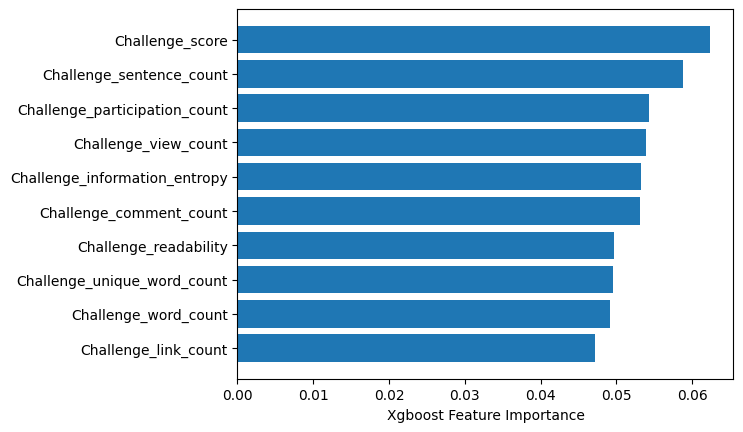 Challenge_score
Challenge_sentence_count
Challenge_participation_count
Challenge_view_count
Challenge_information_entropy
Challenge_comment_count
Challenge_readability
Challenge_unique_word_count
Challenge_word_count
Challenge_link_count
0.00 0.01 0.02 0.03 0.04 0.05 0.06
Xgboost Feature Importance